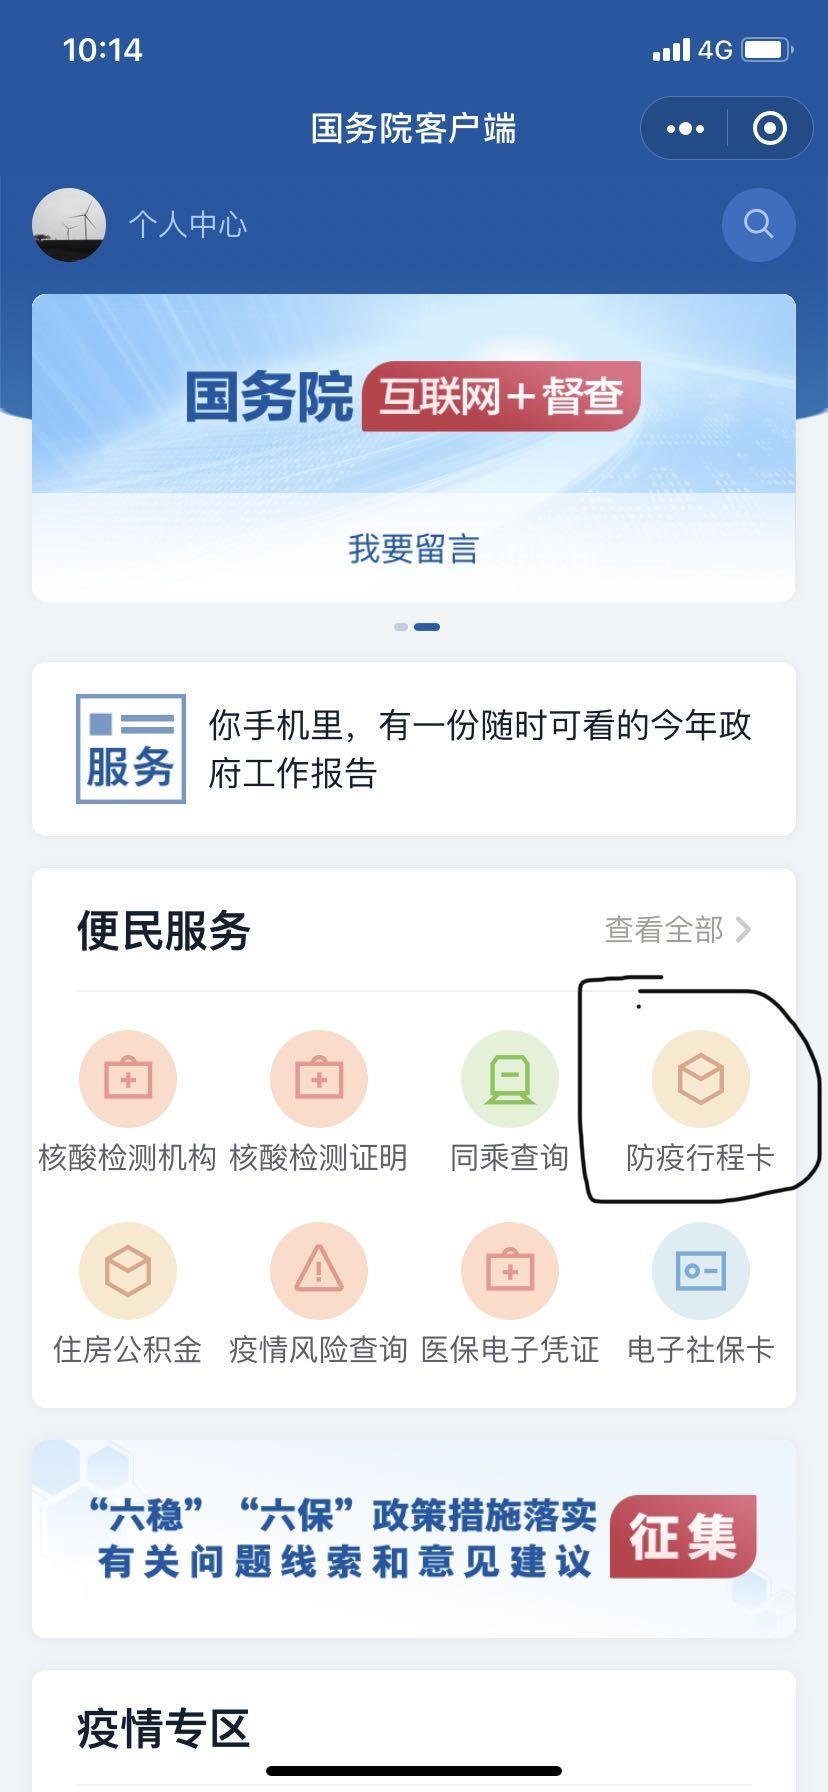 10:14
4G
国务院客户端
个人中心
国务院 互联网+督查
我要留言
服务
你手机里，有一份随时可看的今年政
府工作报告
便民服务
查看全部
核酸检测机构 核酸检测证明 同乘查询 防疫行程卡
住房公积金 疫情风险查询 医保电子凭证 电子社保卡
“六稳”“六保”政策措施落实
有关问题线索和意见建议
征集
疫情专区